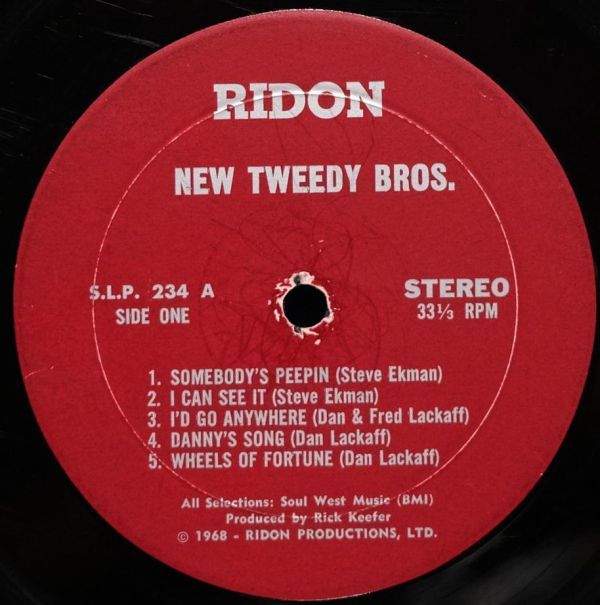 RIDON
NEW TWEEDY BROS.
S.L.P. 234 A
SIDE ONE
STEREO
33⅓ RPM
1. SOMEBODY'S PEEPIN (Steve Ekman)
2. I CAN SEE IT (Steve Ekman)
3. I'D GO ANYWHERE (Dan & Fred Lackaff)
4. DANNY'S SONG (Dan Lackaff)
5. WHEELS OF FORTUNE (Dan Lackaff)
All Selections: Soul West Music (BMI)
Produced by Rick Keefer
© 1968 - RIDON PRODUCTIONS, LTD.